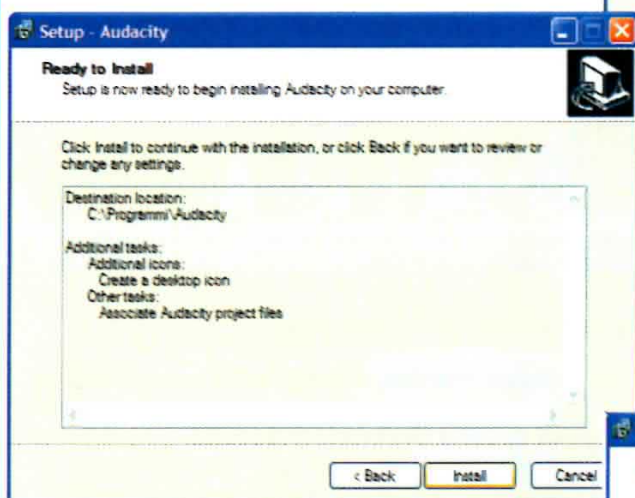 Setup - Audacity
Ready to Install
Setup is now ready to begin installing Audacity on your computer.
Click Install to continue with the installation, or click Back if you want to review or
change any settings.
Destination location:
C:\Programmi\Audacity
Additional tasks:
Additional icons:
Create a desktop icon
Other tasks:
Associate Audacity project files
< Back Install Cancel